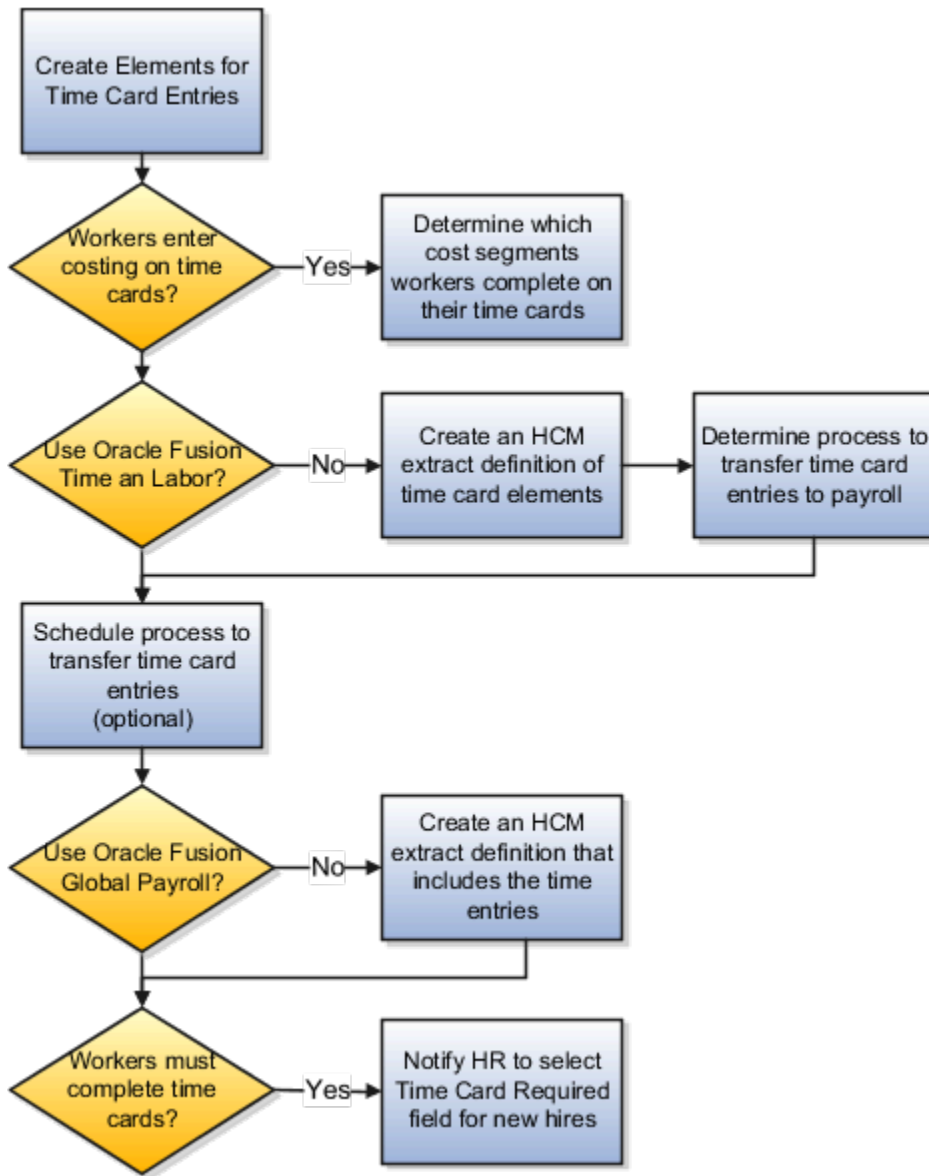 Create Elements for
Time Card Entries
Workers enter
costing on time
cards?
Yes
Determine which
cost segments
workers complete on
their time cards
Use Oracle Fusion
Time an Labor?
No
Create an HCM
extract definition of
time card elements
Determine process to
transfer time card
entries to payroll
Schedule process to
transfer time card
entries
(optional)
Use Oracle Fusion
Global Payroll?
No
Create an HCM
extract definition that
includes the time
entries
Workers must
complete time
cards?
Yes
Notify HR to select
Time Card Required
field for new hires